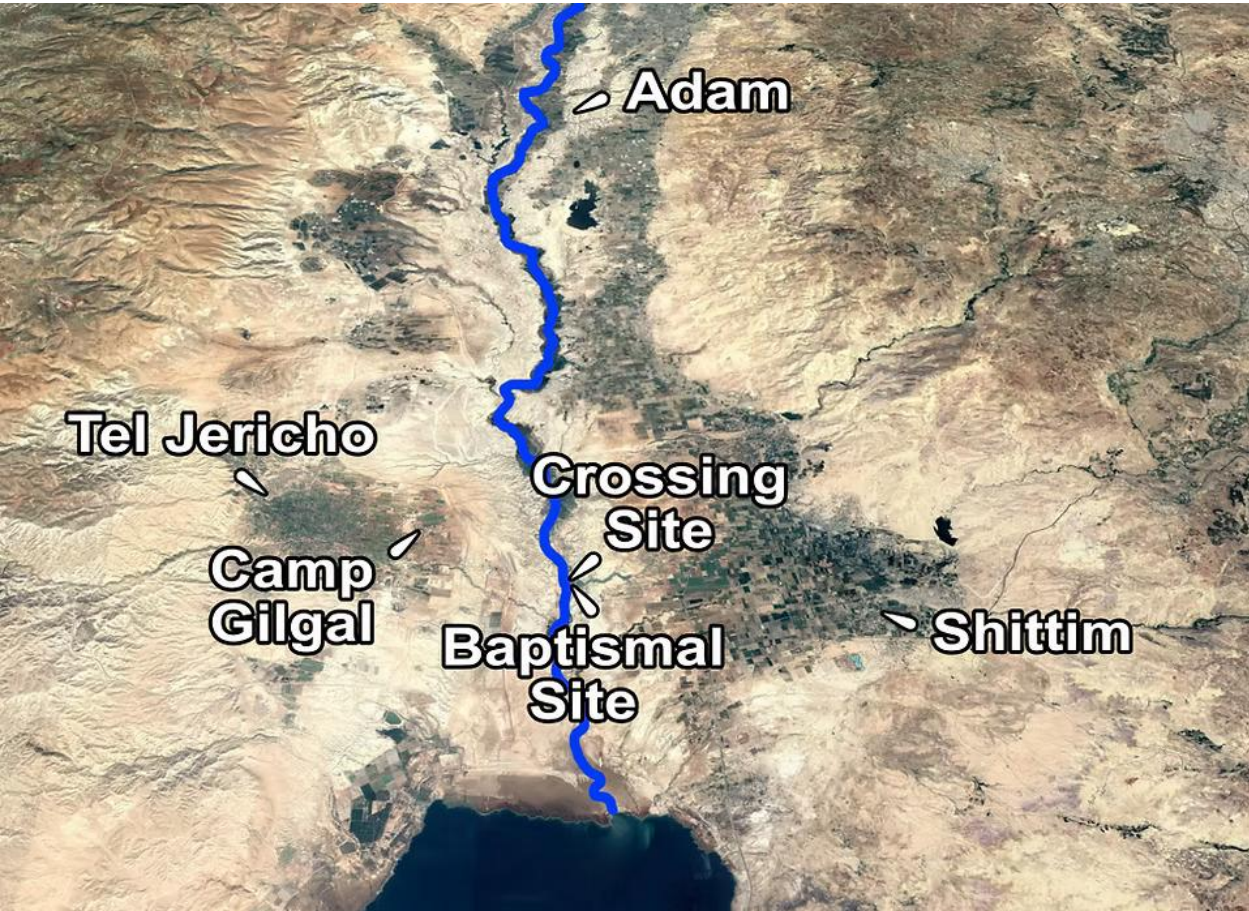 Adam
Tel Jericho
Crossing
Site
Camp
Gilgal
Baptismal
Site
Shittim